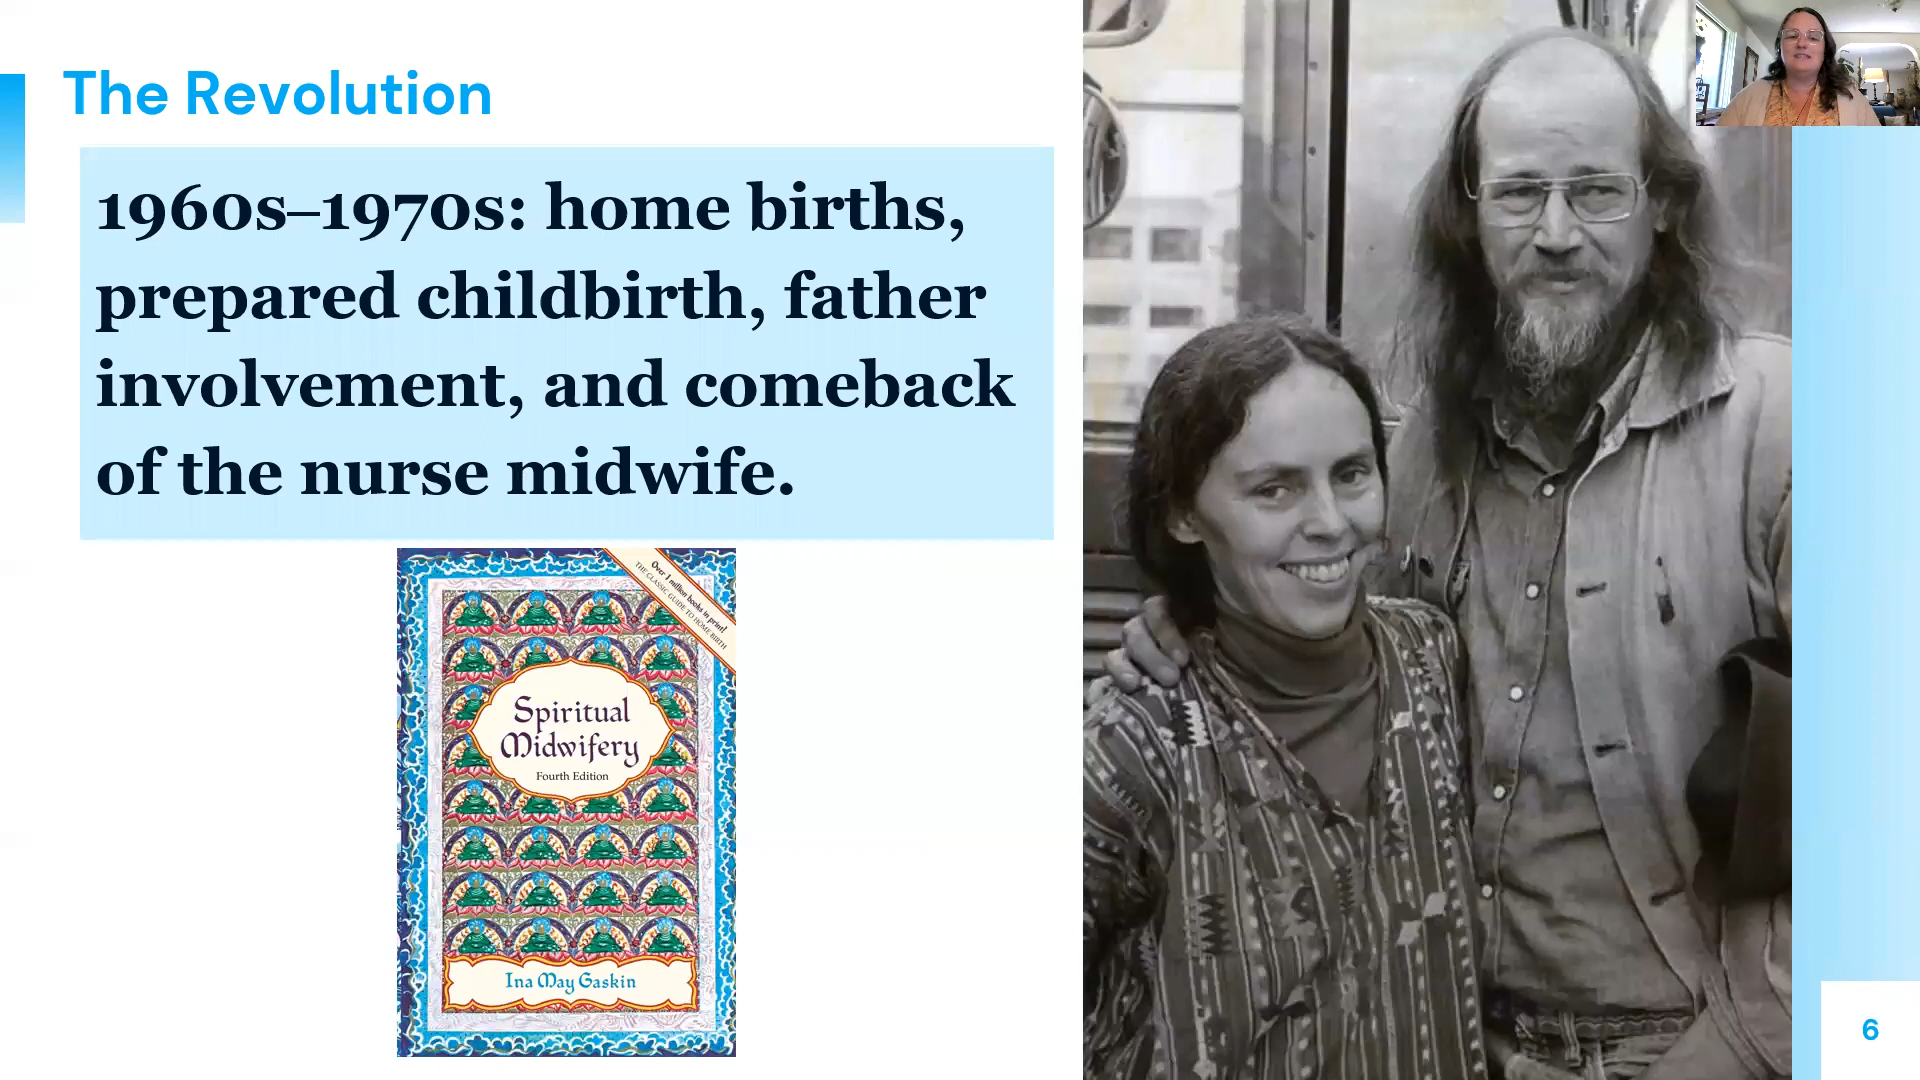 The Revolution
1960s–1970s: home births,
prepared childbirth, father
involvement, and comeback
of the nurse midwife.
Over 1 million books in print!
THE CLASSIC GUIDE TO HOME BIRTH
Spiritual
Midwifery
Fourth Edition
Ina May Gaskin
6